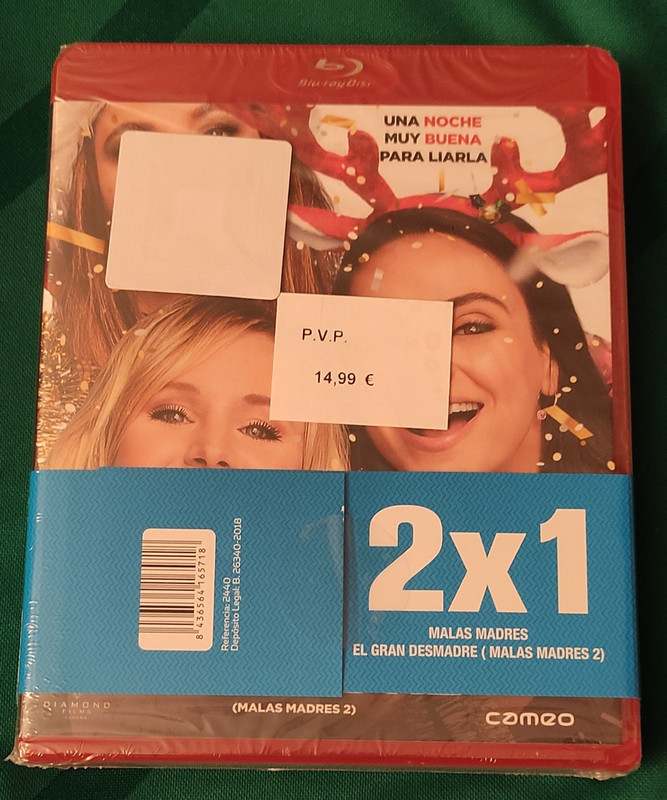 Blu-ray Disc
UNA NOCHE
MUY BUENA
PARA LIARLA
P.V.P.
14,99 €
8 436564 165718
Referencia: 2440
Depósito Legal: B. 26340-2018
2x1
MALAS MADRES
EL GRAN DESMADRE ( MALAS MADRES 2)
DIAMOND
FILMS
(MALAS MADRES 2)
cameo